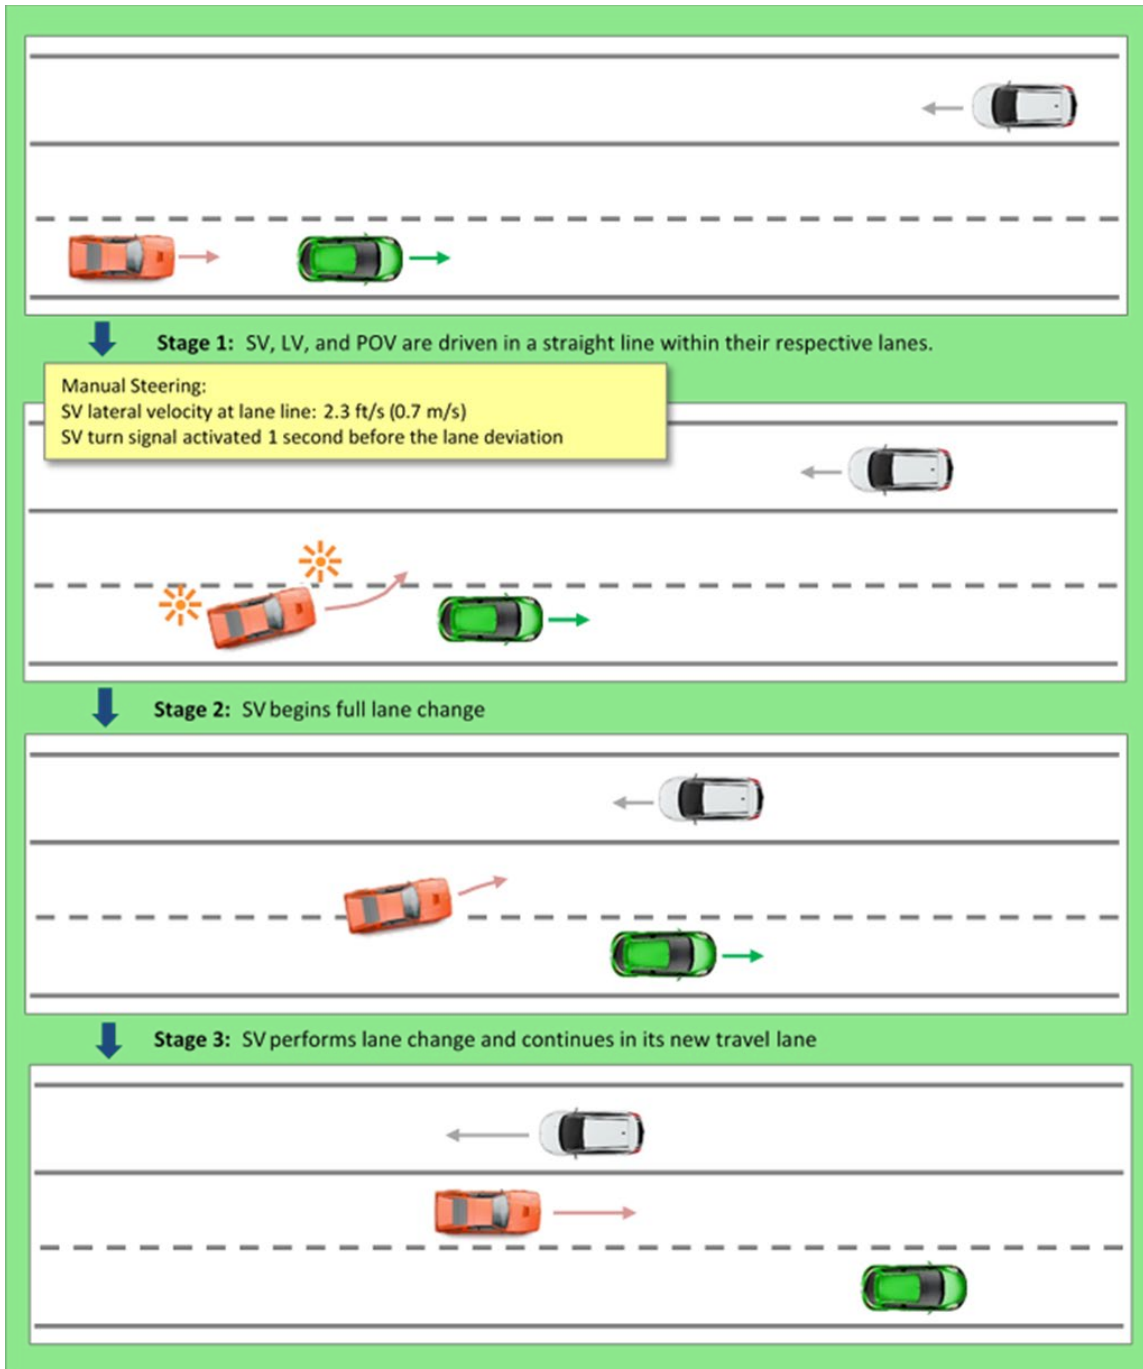 Stage 1: SV, LV, and POV are driven in a straight line within their respective lanes.
Manual Steering:
SV lateral velocity at lane line: 2.3 ft/s (0.7 m/s)
SV turn signal activated 1 second before the lane deviation
Stage 2: SV begins full lane change
Stage 3: SV performs lane change and continues in its new travel lane